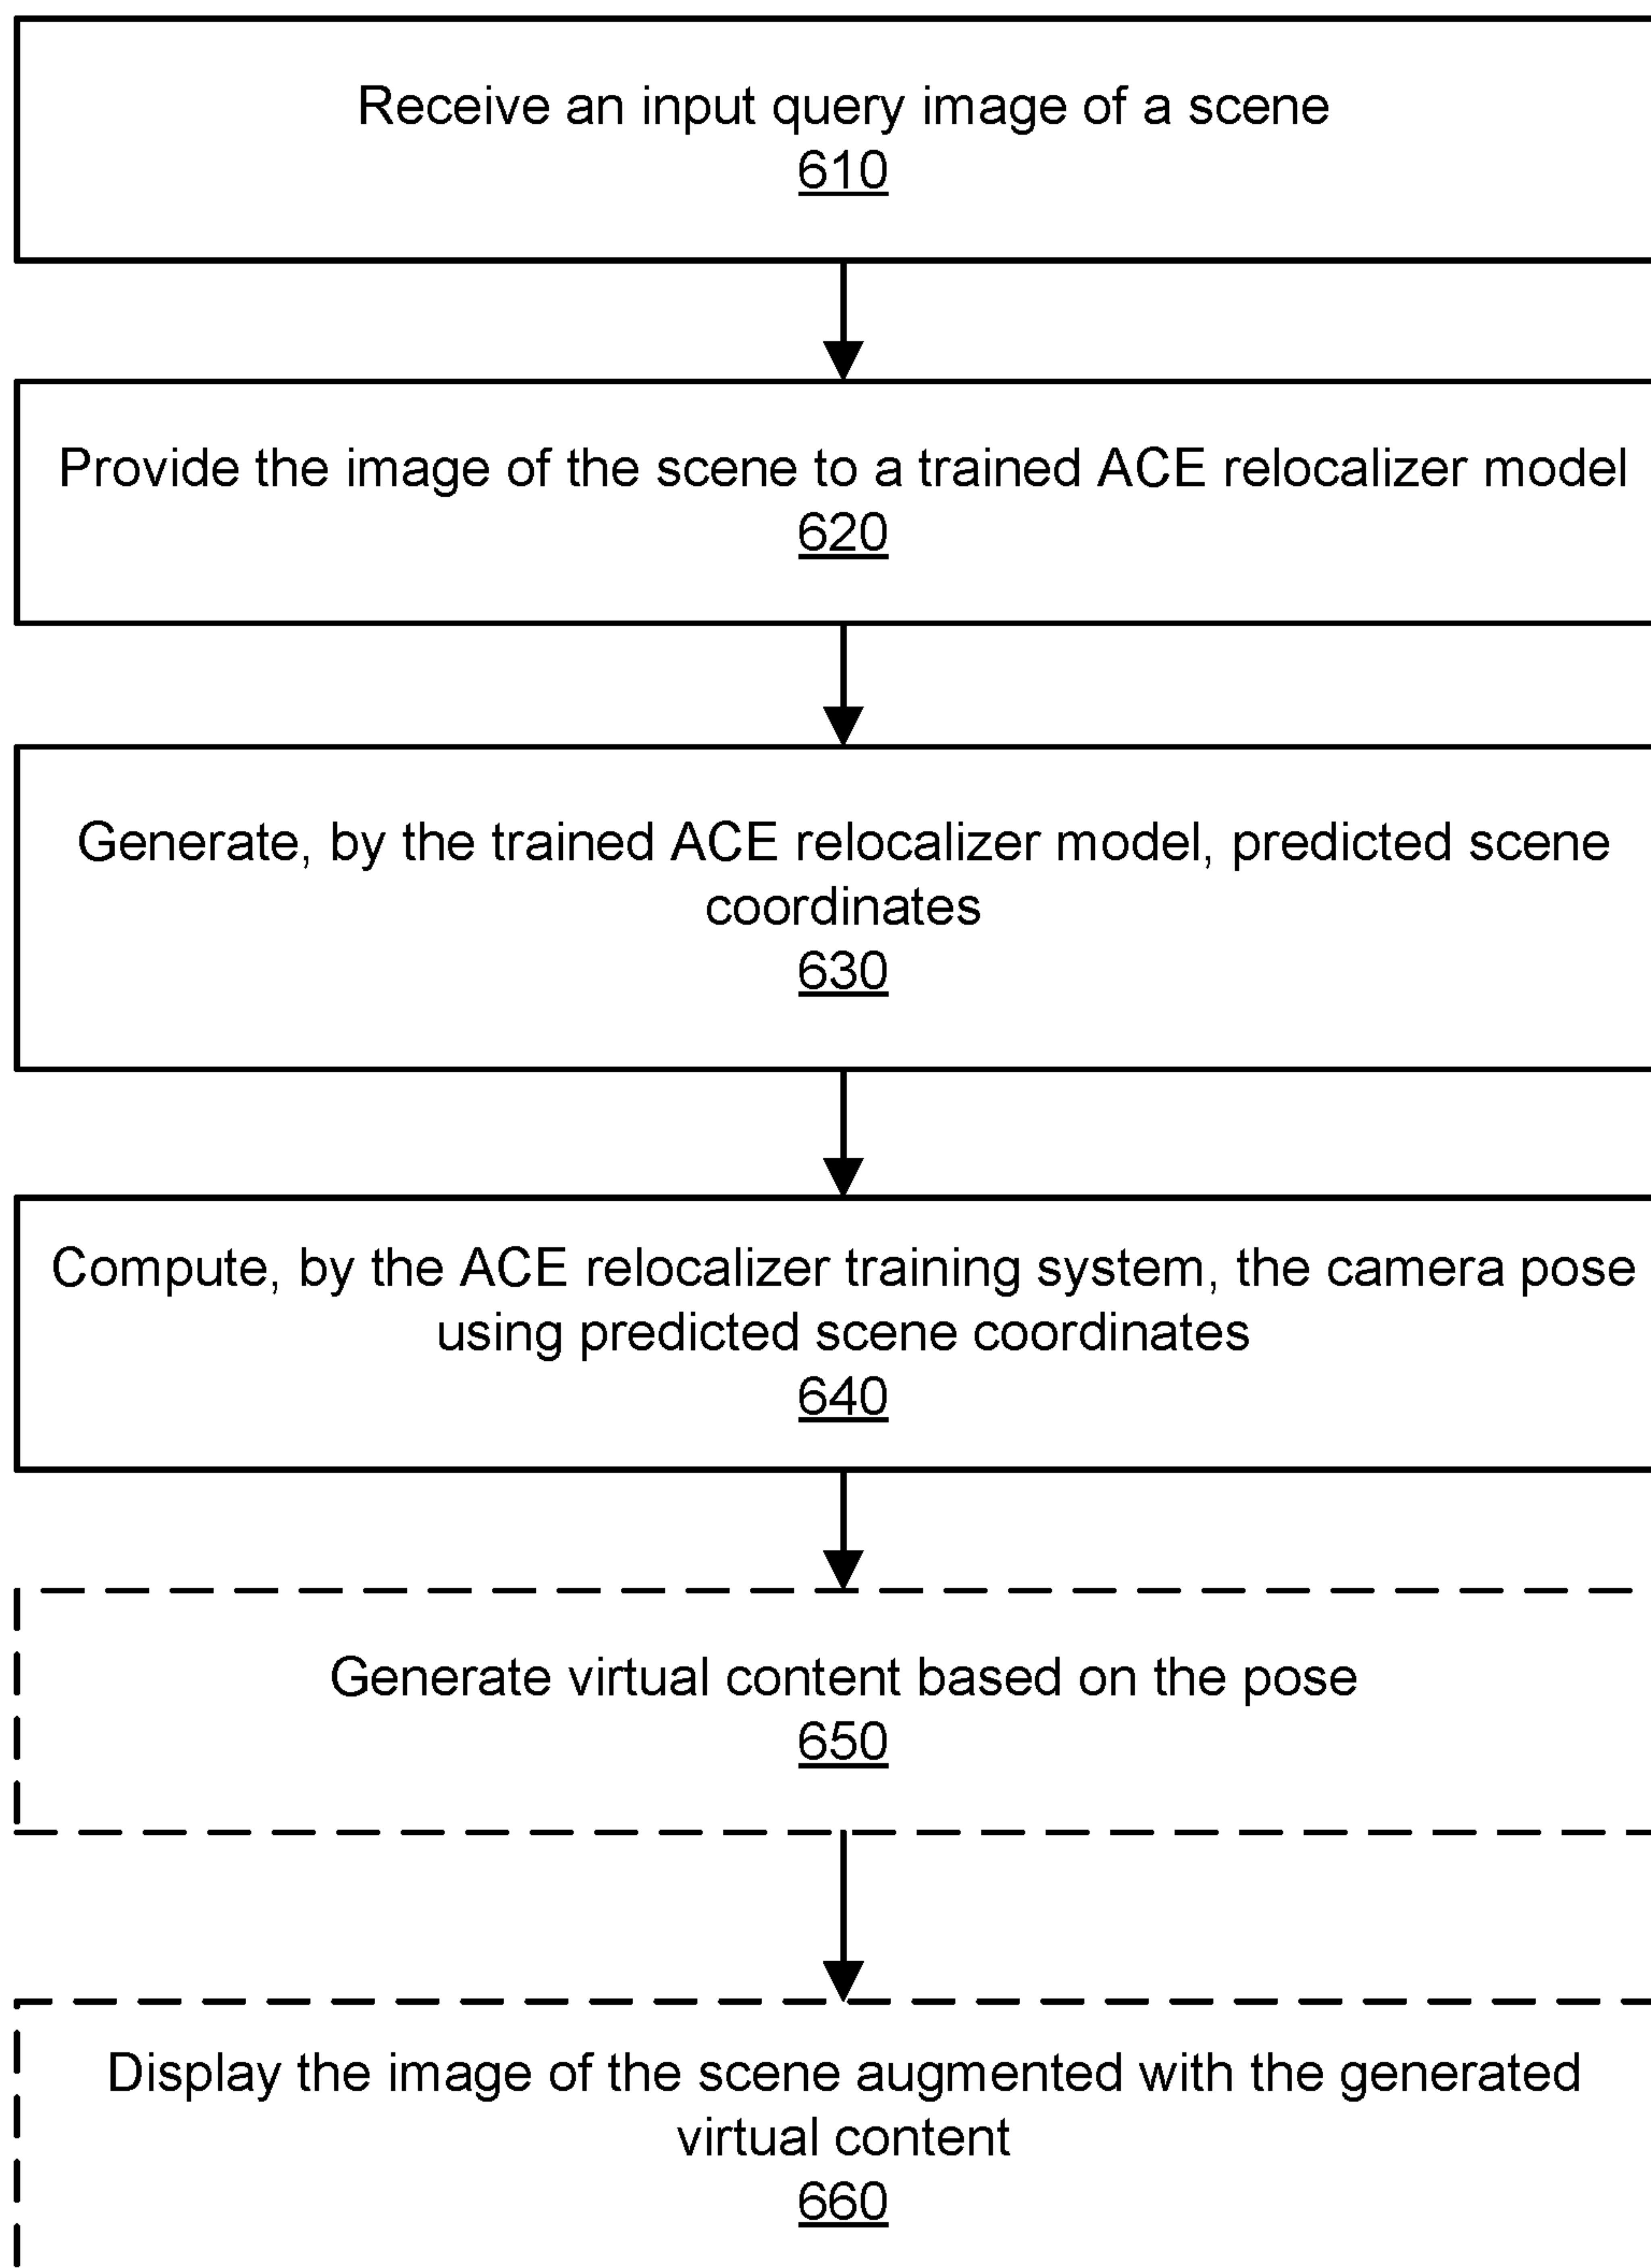 Receive an input query image of a scene
610
Provide the image of the scene to a trained ACE relocalizer model
620
Generate, by the trained ACE relocalizer model, predicted scene
coordinates
630
Compute, by the ACE relocalizer training system, the camera pose
using predicted scene coordinates
640
Generate virtual content based on the pose
650
Display the image of the scene augmented with the generated
virtual content
660